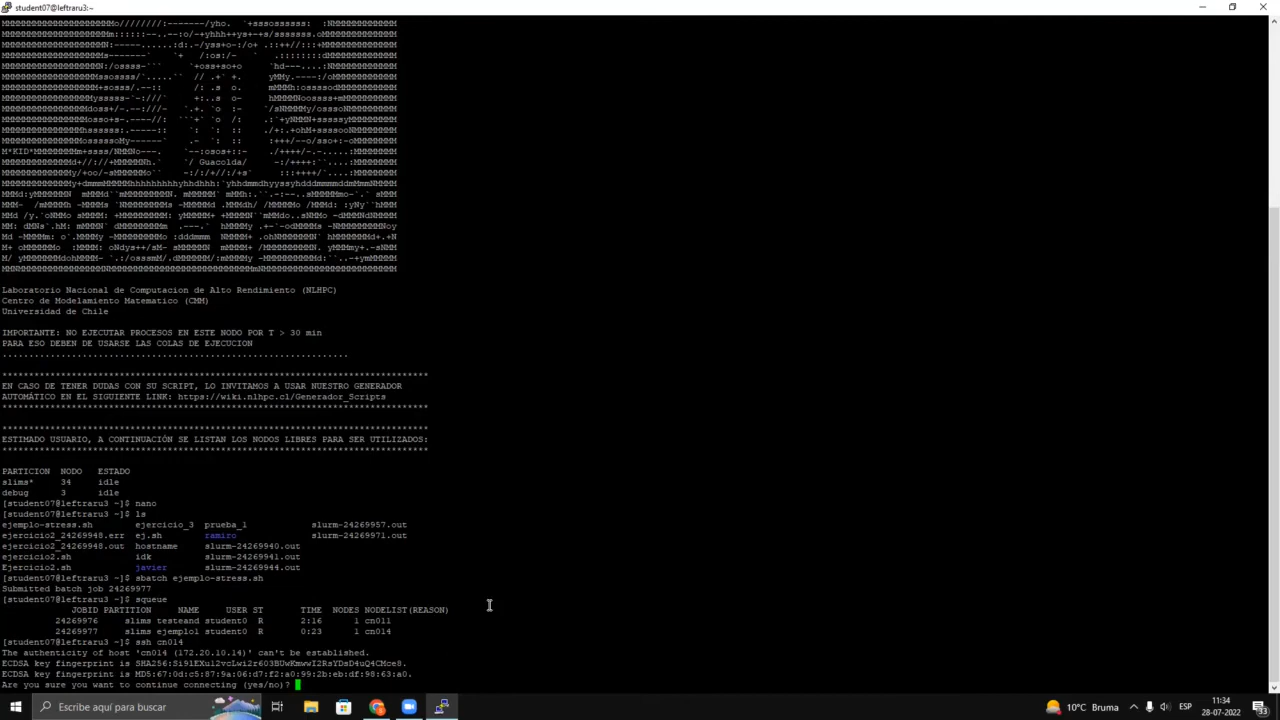 student07@leftraru3:~
M*KID*
Guacolda
Laboratorio Nacional de Computacion de Alto Rendimiento (NLHPC)
Centro de Modelamiento Matematico (CMM)
Universidad de Chile
IMPORTANTE: NO EJECUTAR PROCESOS EN ESTE NODO POR T > 30 min
PARA ESO DEBEN DE USARSE LAS COLAS DE EJECUCION
EN CASO DE TENER DUDAS CON SU SCRIPT, LO INVITAMOS A USAR NUESTRO GENERADOR
AUTOMÁTICO EN EL SIGUIENTE LINK: https://wiki.nlhpc.cl/Generador_Scripts
ESTIMADO USUARIO, A CONTINUACIÓN SE LISTAN LOS NODOS LIBRES PARA SER UTILIZADOS:
PARTICION NODO ESTADO
slims* 34 idle
debug 3 idle
[student07@leftraru3 ~]$ nano
[student07@leftraru3 ~]$ ls
ejemplo-stress.sh ejercicio_3 prueba_1 slurm-24269957.out
ejercicio2_24269948.err ej.sh ramiro slurm-24269971.out
ejercicio2_24269948.out hostname slurm-24269940.out
ejercicio2.sh idk slurm-24269941.out
Ejercicio2.sh javier slurm-24269944.out
[student07@leftraru3 ~]$ sbatch ejemplo-stress.sh
Submitted batch job 24269977
[student07@leftraru3 ~]$ squeue
JOBID PARTITION NAME USER ST TIME NODES NODELIST(REASON)
24269976 slims testeand student0 R 2:16 1 cn011
24269977 slims ejemplo1 student0 R 0:23 1 cn014
[student07@leftraru3 ~]$ ssh cn014
The authenticity of host 'cn014 (172.20.10.14)' can't be established.
ECDSA key fingerprint is SHA256:Si9lEXul2vcLwi2r603BUwKmwwI2RsYDsD4uQ4CMce8.
ECDSA key fingerprint is MD5:67:0d:c5:87:9a:06:d7:f2:a0:99:2b:eb:df:98:63:a0.
Are you sure you want to continue connecting (yes/no)?
Escribe aquí para buscar
10°C Bruma
ESP
11:34
28-07-2022
33